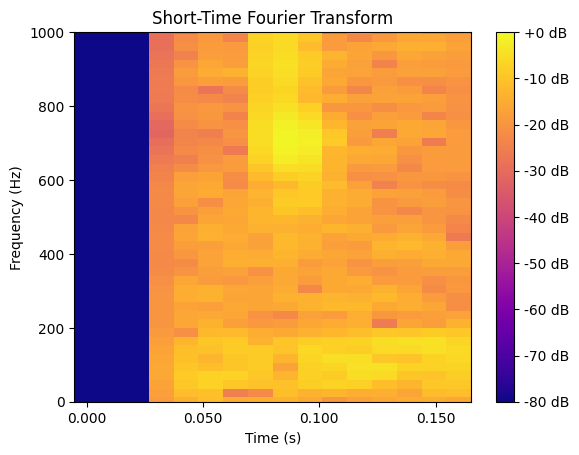 Short-Time Fourier Transform
1000
800
600
400
200
0
Frequency (Hz)
0.000
0.050
0.100
0.150
Time (s)
+0 dB
-10 dB
-20 dB
-30 dB
-40 dB
-50 dB
-60 dB
-70 dB
-80 dB